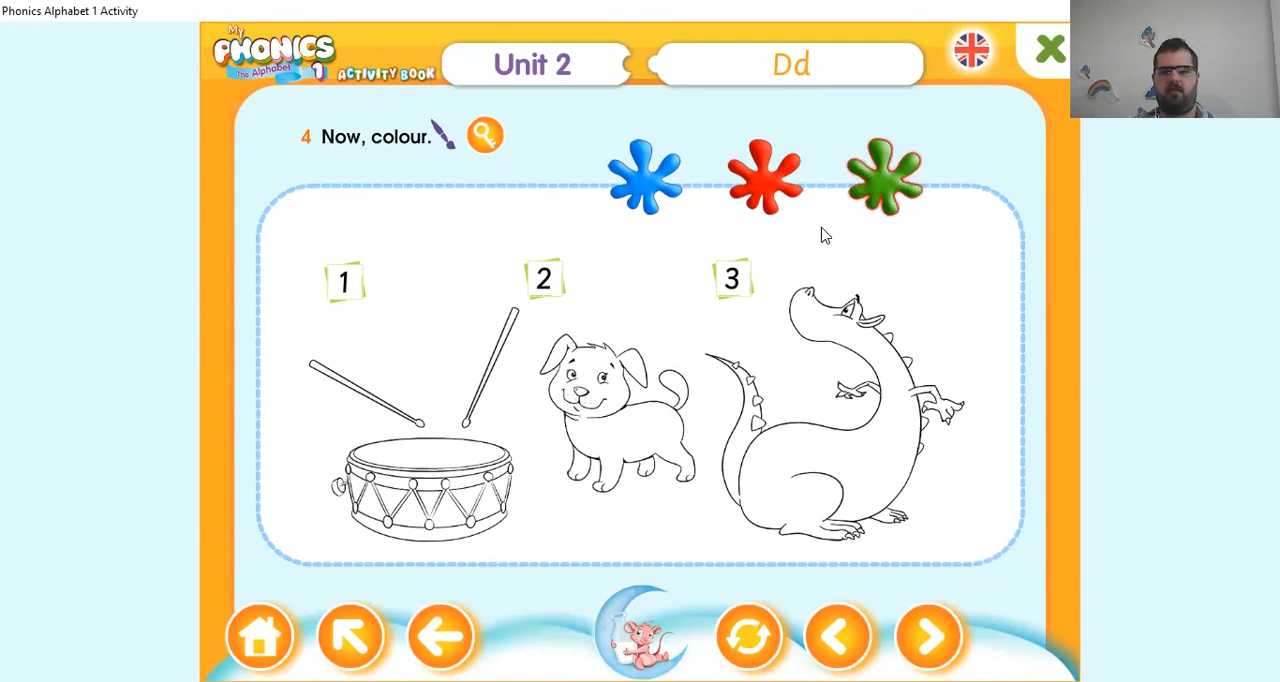 Phonics Alphabet 1 Activity
My
PHONICS
The Alphabet 1 ACTIVITY BOOK
Unit 2
Dd
4 Now, colour.
1
2
3